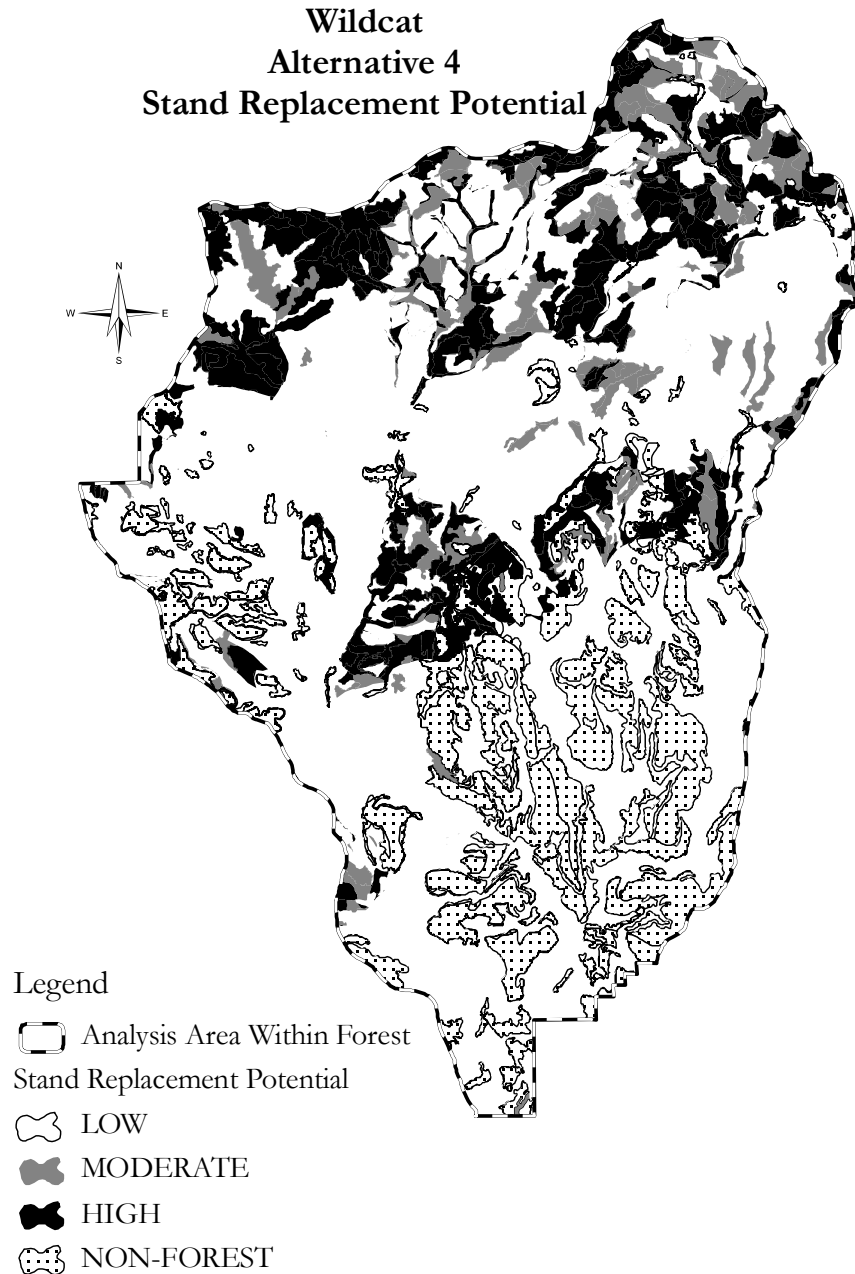 Wildcat
Alternative 4
Stand Replacement Potential
N
W E
S
Legend
Analysis Area Within Forest
Stand Replacement Potential
LOW
MODERATE
HIGH
NON-FOREST